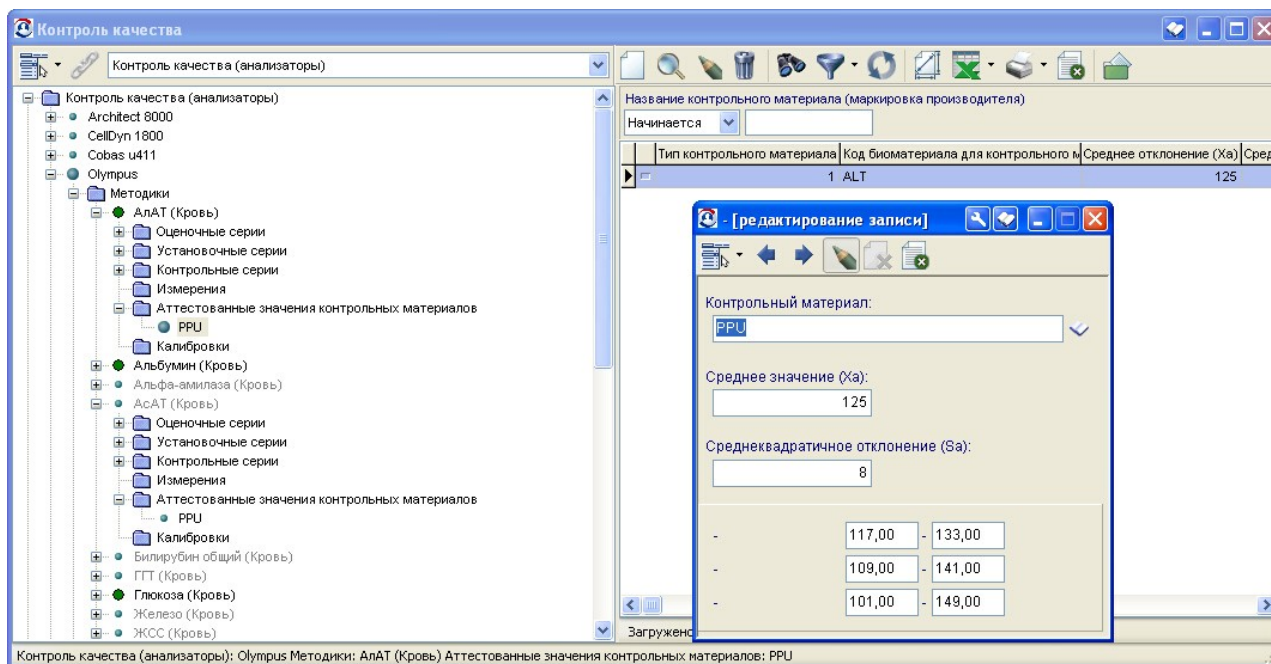 Контроль качества
Контроль качества (анализаторы)
Контроль качества (анализаторы)
Architect 8000
CellDyn 1800
Cobas u411
Olympus
Методики
АлАТ (Кровь)
Оценочные серии
Установочные серии
Контрольные серии
Измерения
Аттестованные значения контрольных материалов
PPU
Калибровки
Альбумин (Кровь)
Альфа-амилаза (Кровь)
АсАТ (Кровь)
Оценочные серии
Установочные серии
Контрольные серии
Измерения
Аттестованные значения контрольных материалов
PPU
Калибровки
Билирубин общий (Кровь)
ГГТ (Кровь)
Глюкоза (Кровь)
Железо (Кровь)
ЖСС (Кровь)
Название контрольного материала (маркировка производителя)
Начинается
Тип контрольного материала Код биоматериала для контрольного м Среднее отклонение (Xa) Сред
1 ALT 125
- [редактирование записи]
Контрольный материал:
PPU
Среднее значение (Xa):
125
Среднеквадратичное отклонение (Sa):
8
- 117,00 - 133,00
- 109,00 - 141,00
- 101,00 - 149,00
Загружено
Контроль качества (анализаторы): Olympus Методики: АлАТ (Кровь) Аттестованные значения контрольных материалов: PPU